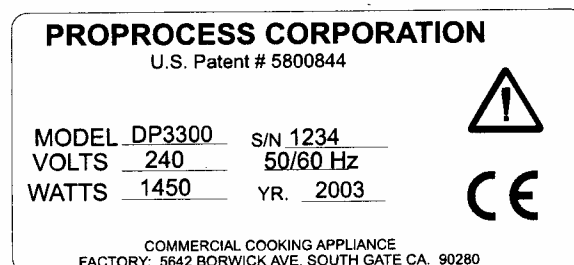 PROPROCESS CORPORATION
U.S. Patent # 5800844
MODEL DP3300 S/N 1234
VOLTS 240 50/60 Hz
WATTS 1450 YR. 2003
CE
COMMERCIAL COOKING APPLIANCE
FACTORY: 5642 BORWICK AVE. SOUTH GATE CA. 90280